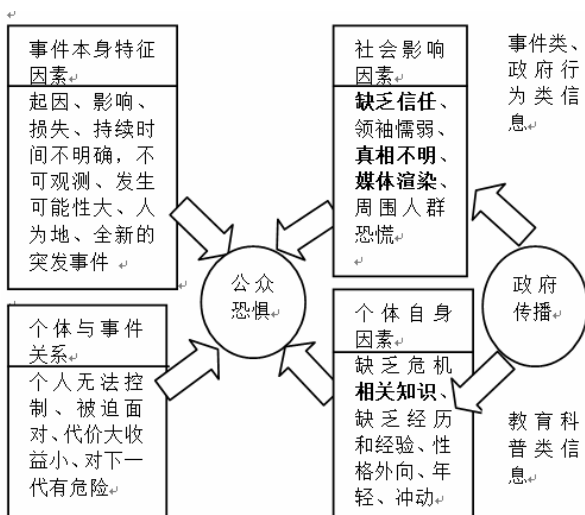 事件本身特征
因素
起因、影响、
损失、持续时
间不明确，不
可观测、发生
可能性大、人
为地、全新的
突发事件
社会影响
因素
缺乏信任、
领袖懦弱、
真相不明、
媒体渲染、
周围人群
恐慌
事件类、
政府行
为类信
息
公众
恐惧
政府
传播
个体与事件
关系
个人无法控
制、被迫面
对、代价大收
益小、对下一
代有危险
个体自身
因素
缺乏危机
相关知识、
缺乏经历
和经验、性
格外向、年
轻、冲动
教育科
普类信
息